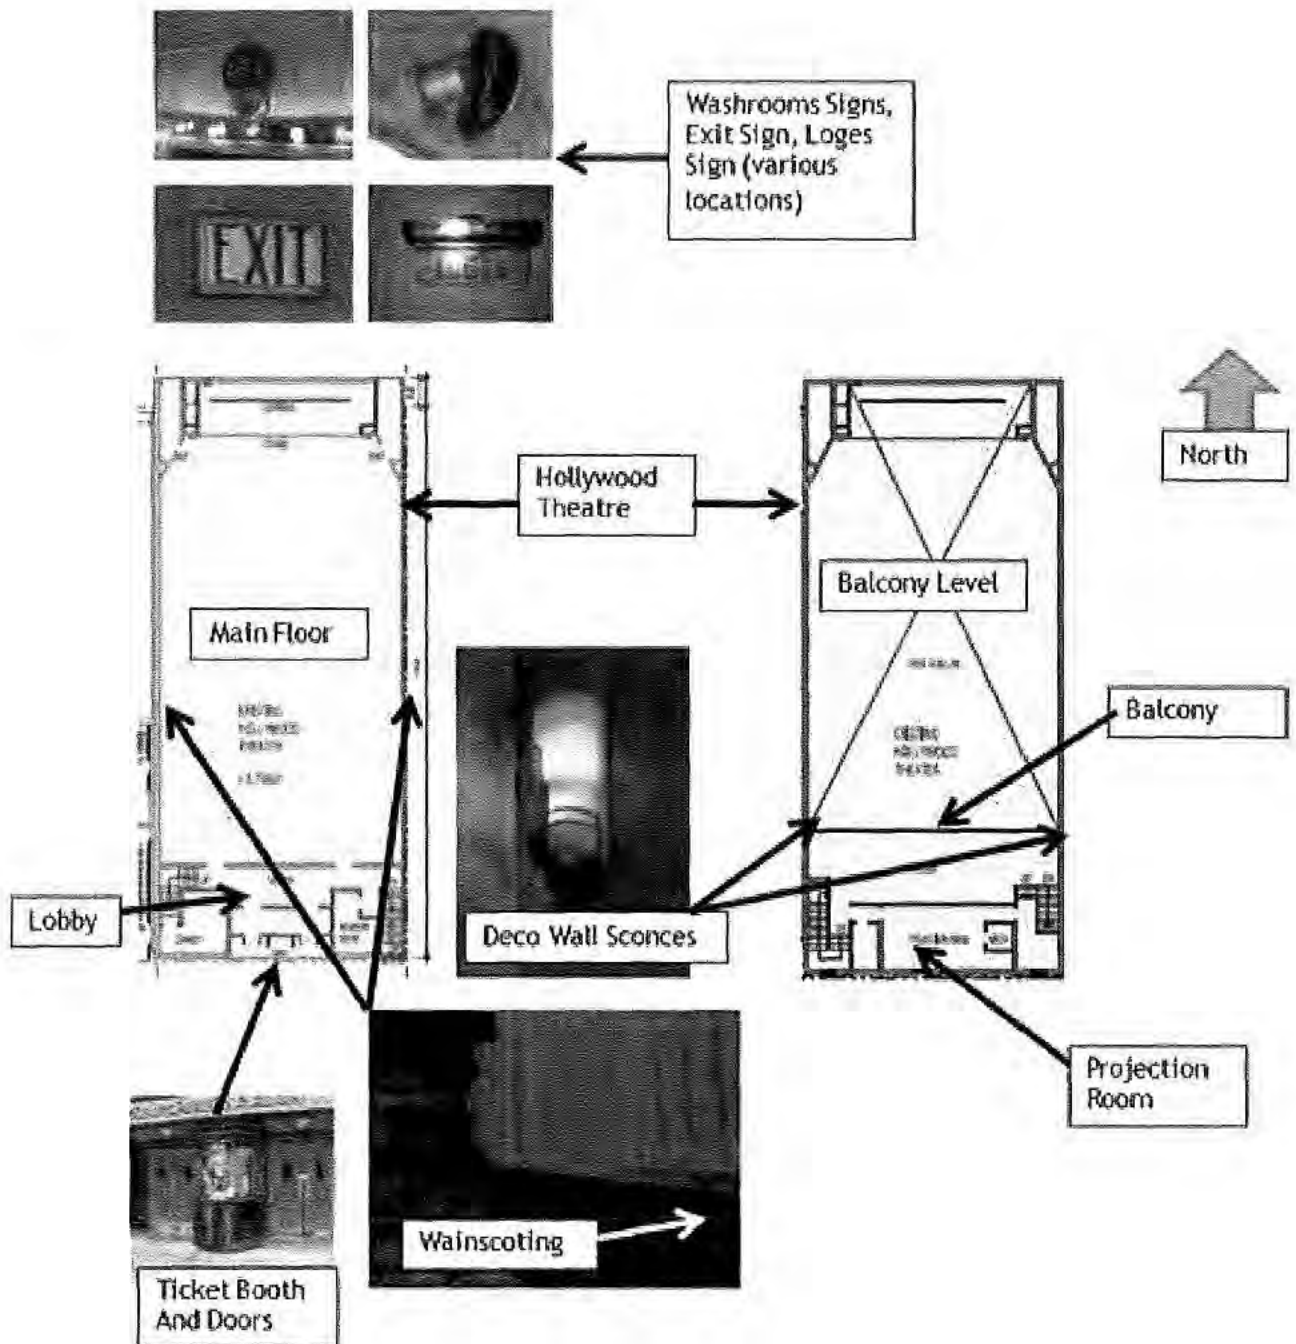 Washrooms Signs,
Exit Sign, Loges
Sign (various
locations)
EXIT
North
Hollywood
Theatre
Balcony Level
Main Floor
Balcony
Lobby
Deco Wall Sconces
Projection
Room
Wainscoting
Ticket Booth
And Doors